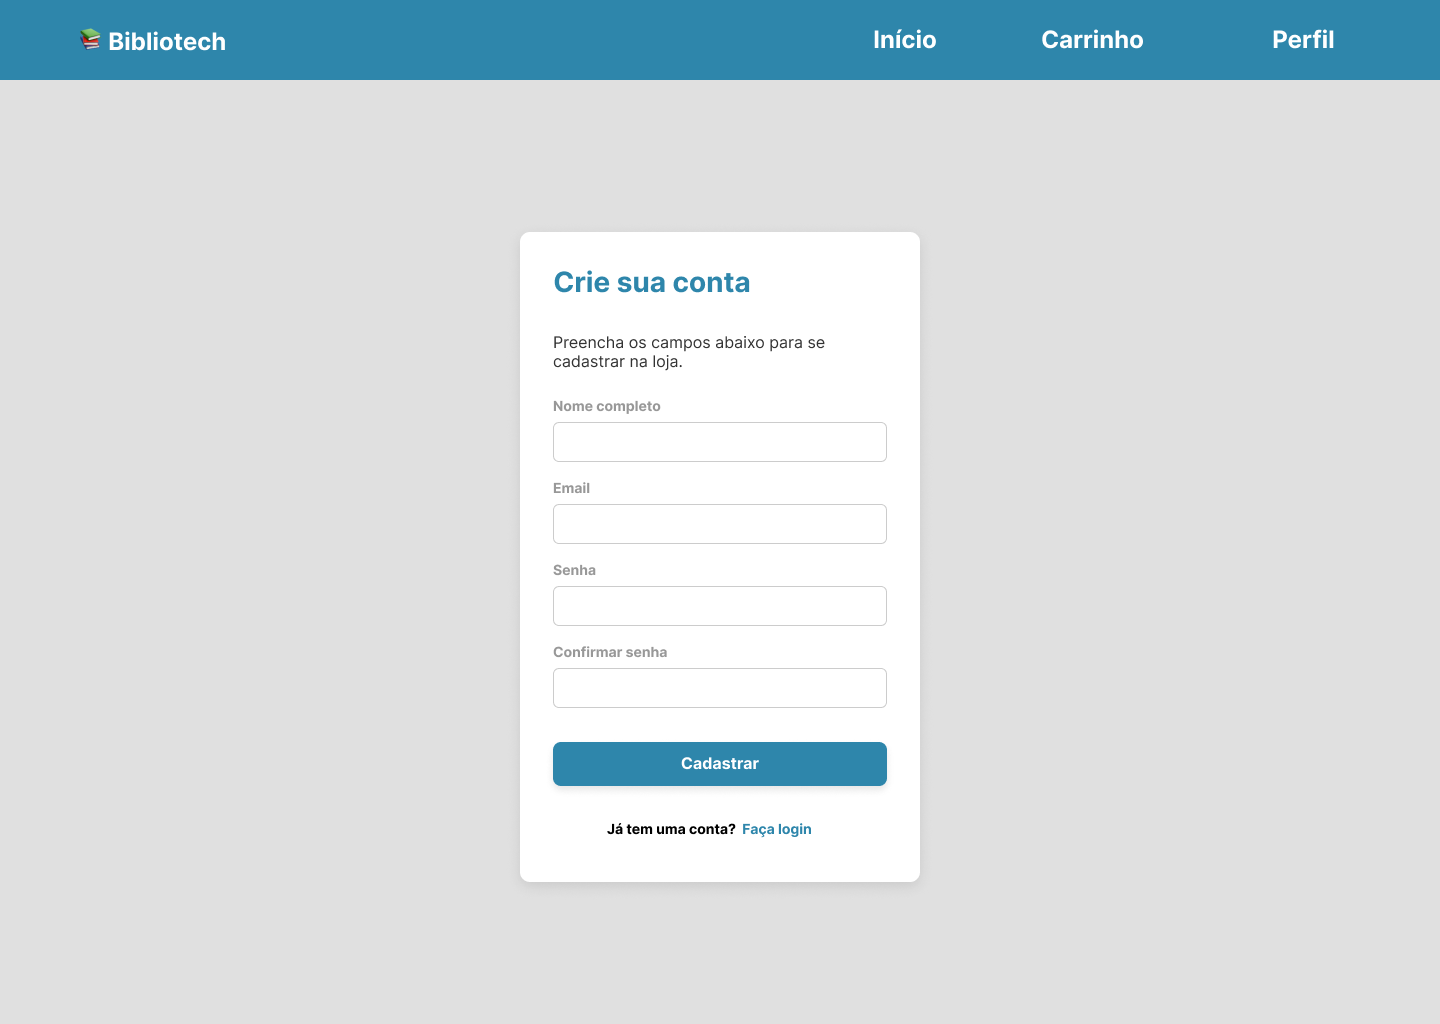 Bibliotech
Início
Carrinho
Perfil
Crie sua conta
Preencha os campos abaixo para se
cadastrar na loja.
Nome completo
Email
Senha
Confirmar senha
Cadastrar
Já tem uma conta? Faça login